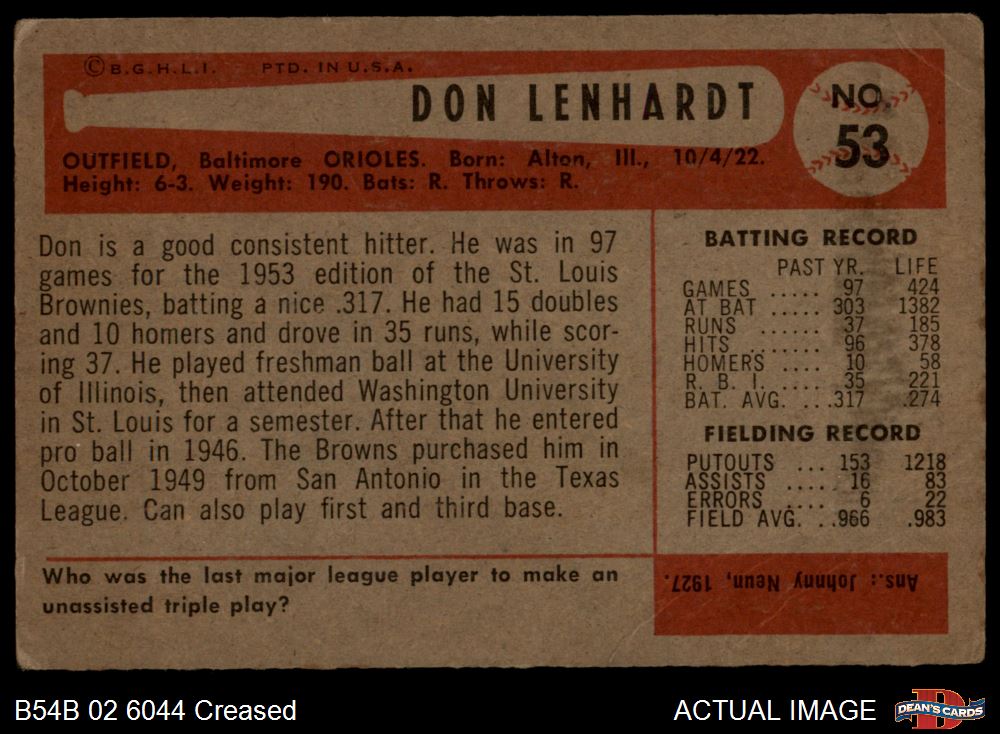 © B.G.H.L.I. PTD. IN U.S.A.
DON LENHARDT
NO.
53
OUTFIELD, Baltimore ORIOLES. Born: Alton, Ill., 10/4/22.
Height: 6-3. Weight: 190. Bats: R. Throws: R.
Don is a good consistent hitter. He was in 97
games for the 1953 edition of the St. Louis
Brownies, batting a nice .317. He had 15 doubles
and 10 homers and drove in 35 runs, while scor-
ing 37. He played freshman ball at the University
of Illinois, then attended Washington University
in St. Louis for a semester. After that he entered
pro ball in 1946. The Browns purchased him in
October 1949 from San Antonio in the Texas
League. Can also play first and third base.
BATTING RECORD
PAST YR. LIFE
GAMES ..... 97 424
AT BAT ..... 303 1382
RUNS ...... 37 185
HITS ........ 96 378
HOMERS .... 10 58
R. B. I. .... 35 221
BAT. AVG. ...317 .274
FIELDING RECORD
PUTOUTS ... 153 1218
ASSISTS ..... 16 83
ERRORS ..... 6 22
FIELD AVG. ..966 .983
Who was the last major league player to make an
unassisted triple play?
Ans.: Johnny Neun, 1927.
B54B 02 6044 Creased
ACTUAL IMAGE
DEAN'S CARDS